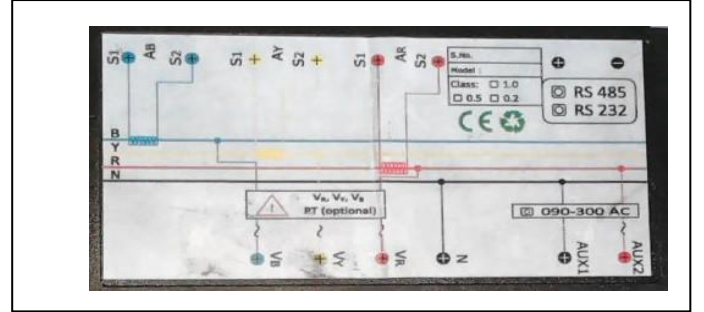 S1 AB S2 S1 AY S2 S1 AR S2
S.no.
Model :
Class: 1.0
0.5 0.2
RS 485
RS 232
CE
B
Y
R
N
VR, VY, VB
PT (optional)
090-300 AC
VB VY VR N AUX1 AUX2